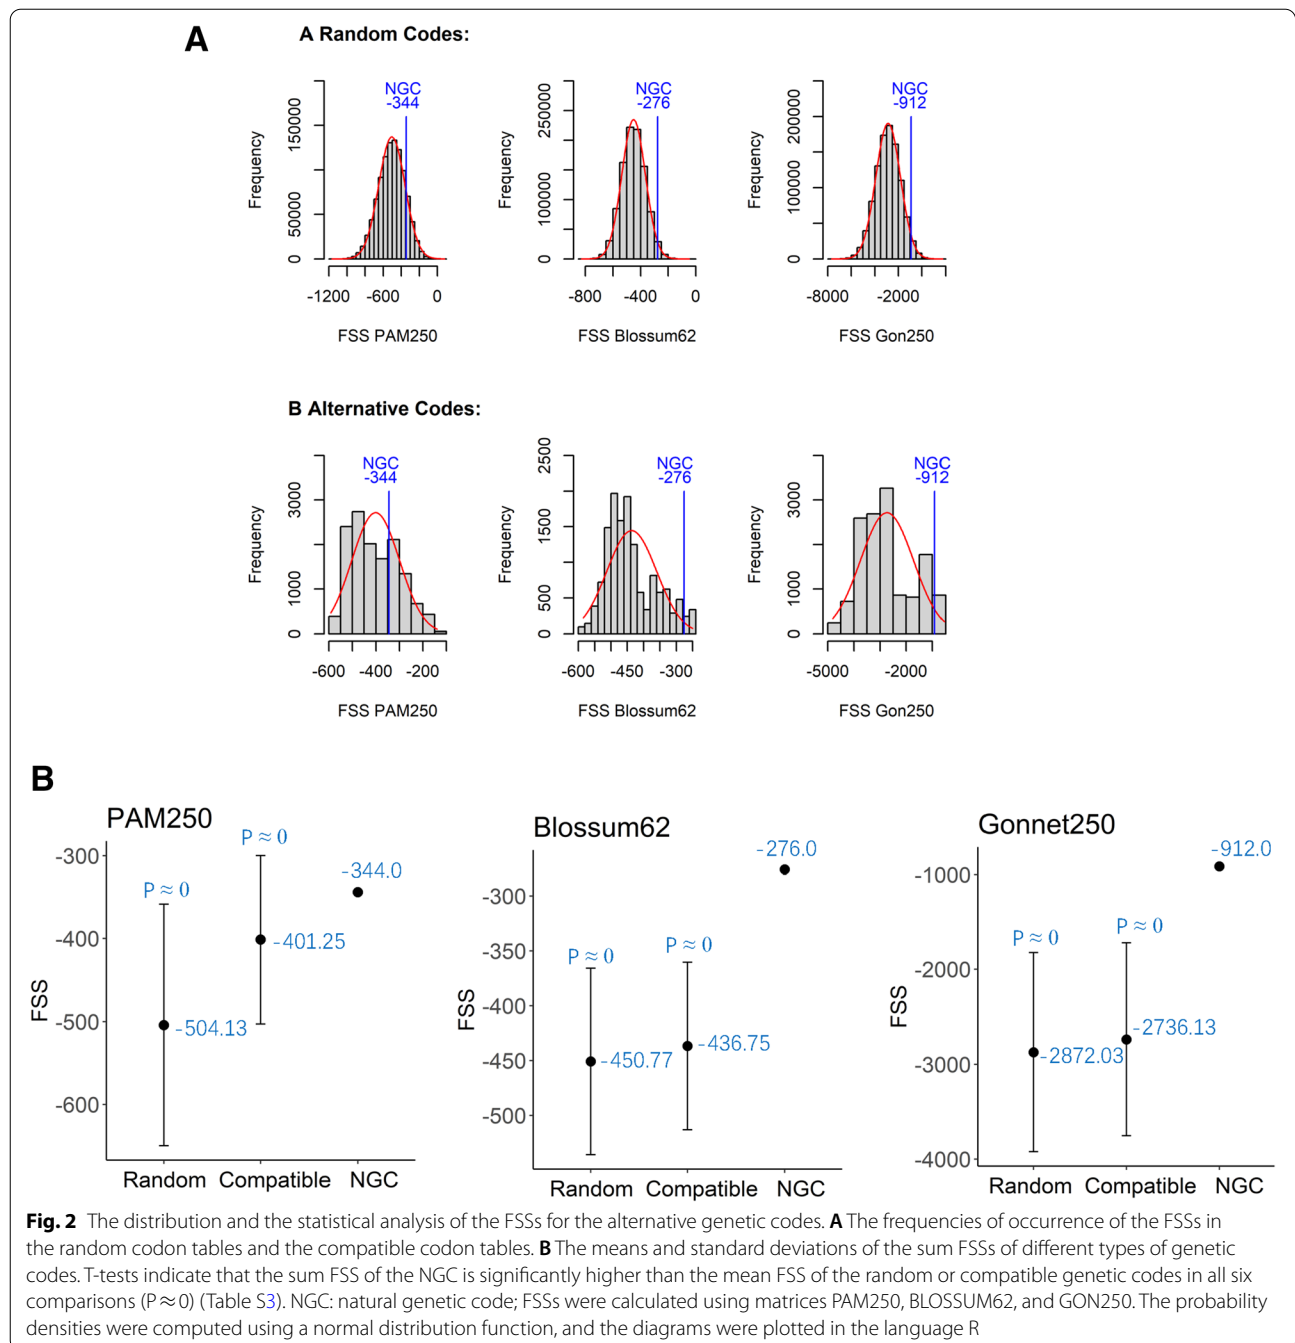 A
A Random Codes:
NGC
-344
Frequency
0
50000
150000
-1200
-600
0
FSS PAM250
NGC
-276
Frequency
0
100000
250000
-800
-400
0
FSS Blossum62
NGC
-912
Frequency
0
100000
200000
-8000
-2000
FSS Gon250
B Alternative Codes:
NGC
-344
Frequency
0
1000
3000
-600
-400
-200
FSS PAM250
NGC
-276
Frequency
0
500
1500
2500
-600
-450
-300
FSS Blossum62
NGC
-912
Frequency
0
1000
3000
-5000
-2000
FSS Gon250
B
PAM250
FSS
-300
-400
-500
-600
P ≈ 0
-504.13
P ≈ 0
-401.25
-344.0
Random
Compatible
NGC
Blossum62
FSS
-300
-350
-400
-450
-500
P ≈ 0
-450.77
P ≈ 0
-436.75
-276.0
Random
Compatible
NGC
Gonnet250
FSS
-1000
-2000
-3000
-4000
P ≈ 0
-2872.03
P ≈ 0
-2736.13
-912.0
Random
Compatible
NGC
Fig. 2 The distribution and the statistical analysis of the FSSs for the alternative genetic codes. A The frequencies of occurrence of the FSSs in
the random codon tables and the compatible codon tables. B The means and standard deviations of the sum FSSs of different types of genetic
codes. T-tests indicate that the sum FSS of the NGC is significantly higher than the mean FSS of the random or compatible genetic codes in all six
comparisons (P ≈ 0) (Table S3). NGC: natural genetic code; FSSs were calculated using matrices PAM250, BLOSSUM62, and GON250. The probability
densities were computed using a normal distribution function, and the diagrams were plotted in the language R